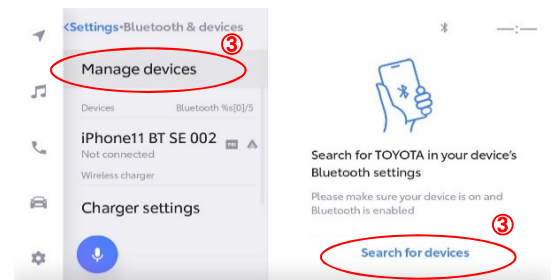 <Settings•Bluetooth & devices
③
Manage devices
Devices
Bluetooth %s[0]/5
iPhone11 BT SE 002
Not connected
Wireless charger
Charger settings
—:—
Search for TOYOTA in your device's
Bluetooth settings
Please make sure your device is on and
Bluetooth is enabled
③
Search for devices